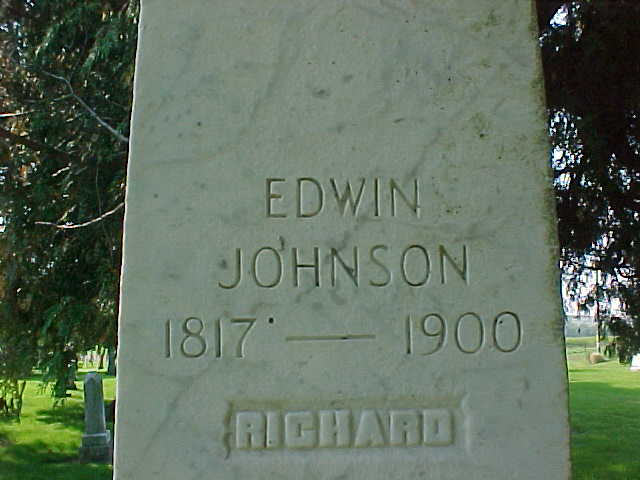 EDWIN
JOHNSON
1817 — 1900
RICHARD